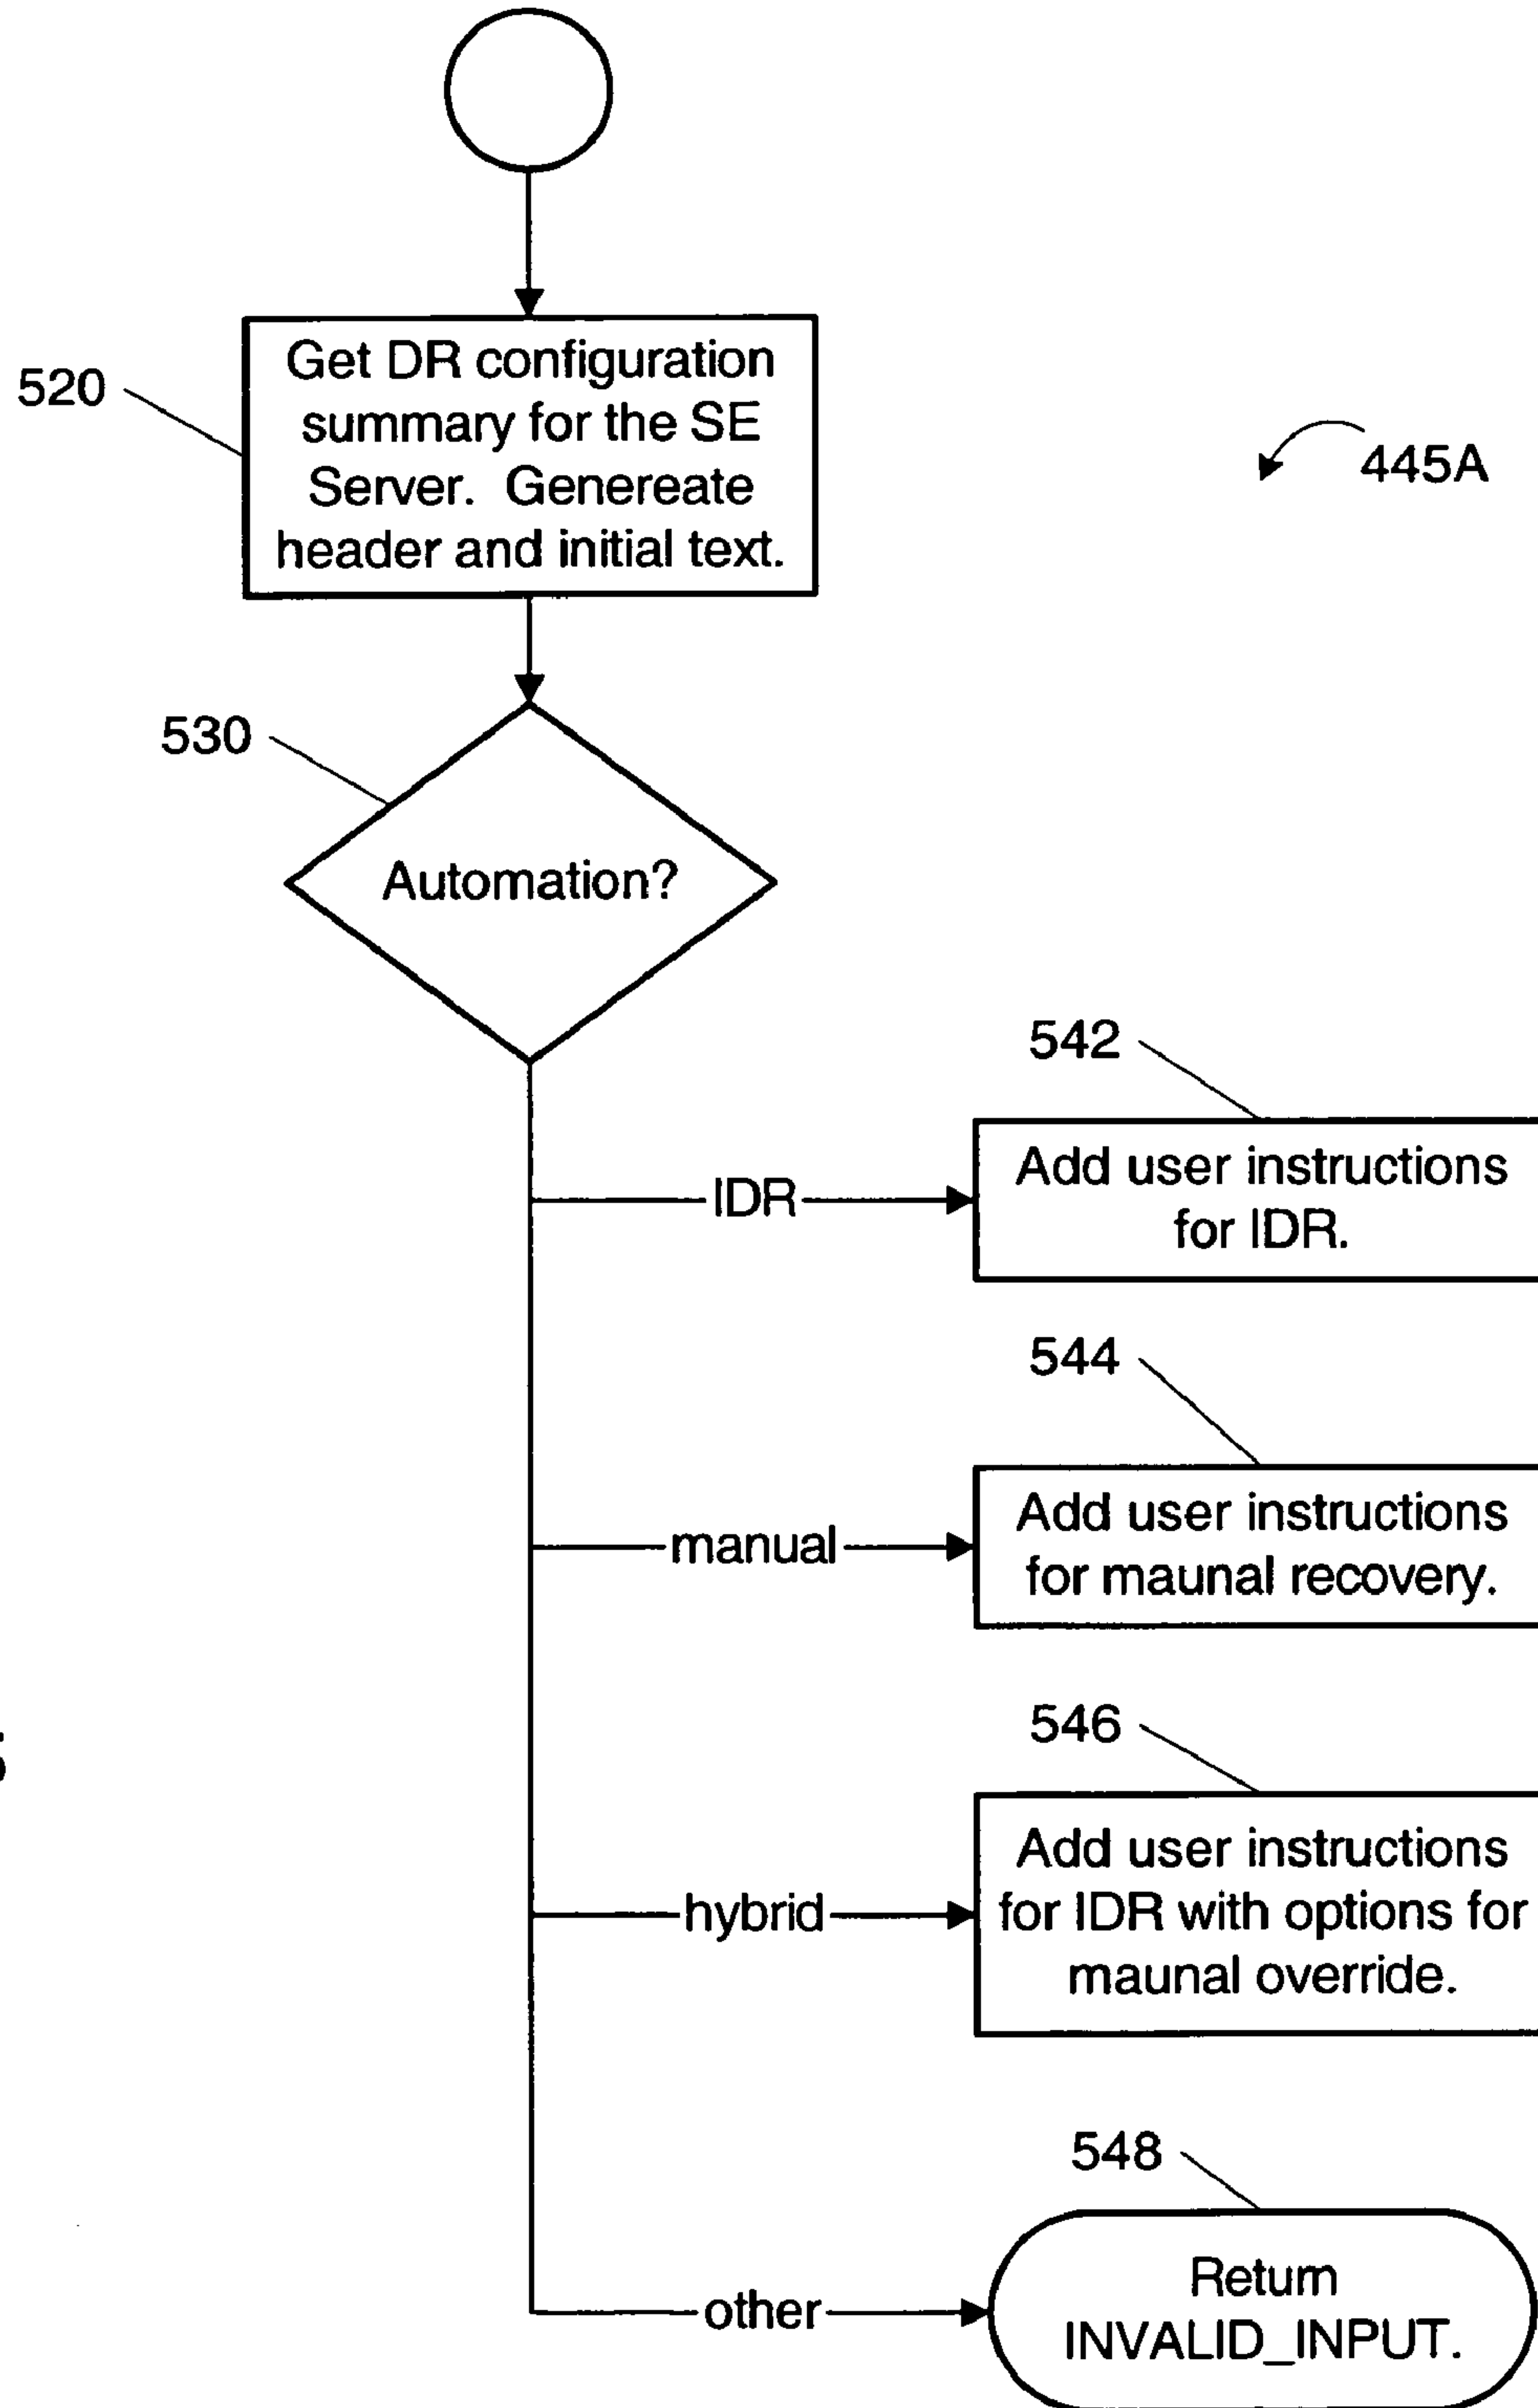 520
Get DR configuration
summary for the SE
Server. Genereate
header and initial text.
445A
530
Automation?
542
IDR
Add user instructions
for IDR.
544
manual
Add user instructions
for maunal recovery.
546
hybrid
Add user instructions
for IDR with options for
maunal override.
548
other
Return
INVALID_INPUT.